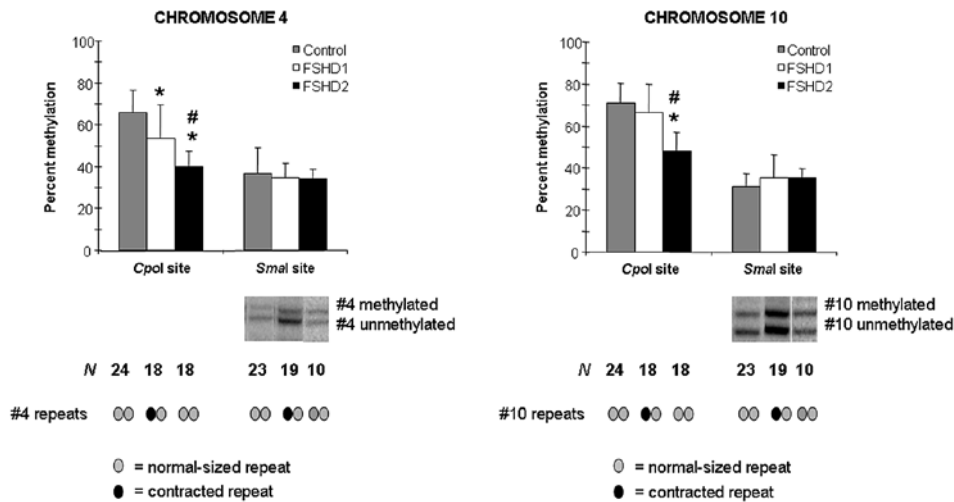 CHROMOSOME 4
100
80
60
40
20
0
Percent methylation
Control
FSHD1
FSHD2
*
#
*
CpoI site
SmaI site
#4 methylated
#4 unmethylated
N 24 18 18 23 19 10
#4 repeats
= normal-sized repeat
= contracted repeat
CHROMOSOME 10
100
80
60
40
20
0
Percent methylation
Control
FSHD1
FSHD2
#
*
CpoI site
SmaI site
#10 methylated
#10 unmethylated
N 24 18 18 23 19 10
#10 repeats
= normal-sized repeat
= contracted repeat